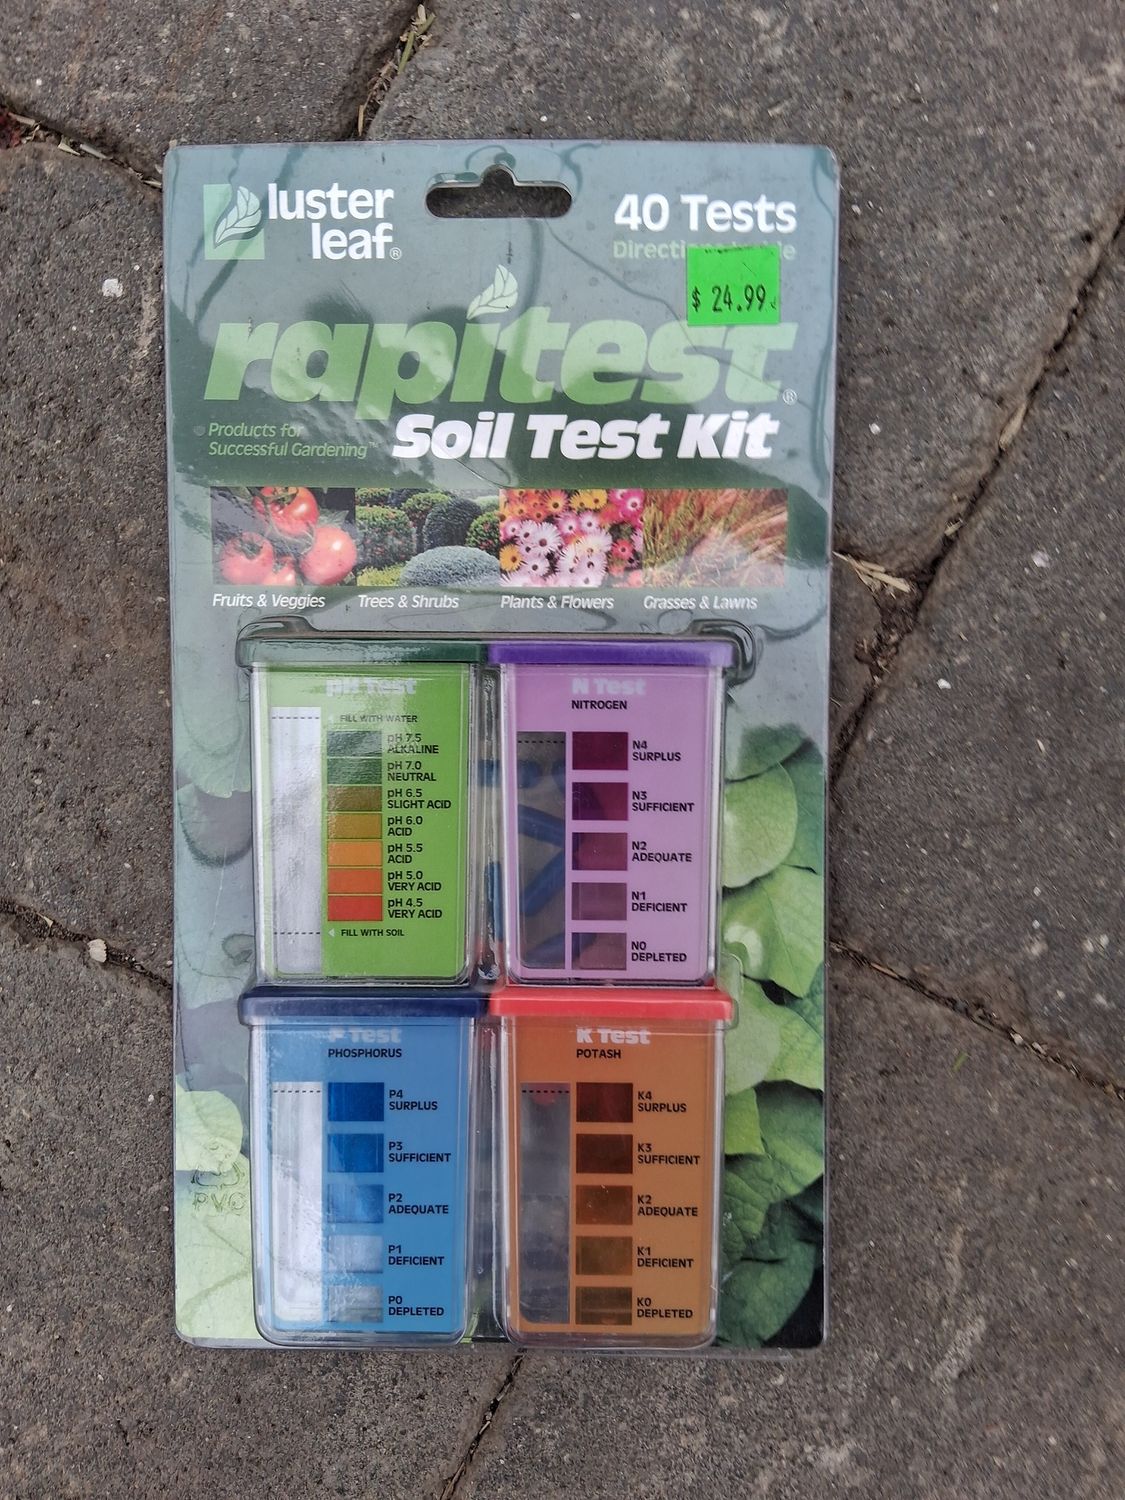 luster
leaf®
40 Tests
$ 24.99
rapitest®
Products for
Successful Gardening™
Soil Test Kit
Fruits & Veggies
Trees & Shrubs
Plants & Flowers
Grasses & Lawns
pH Test
FILL WITH WATER
pH 7.5
ALKALINE
pH 7.0
NEUTRAL
pH 6.5
SLIGHT ACID
pH 6.0
ACID
pH 5.5
ACID
pH 5.0
VERY ACID
pH 4.5
VERY ACID
FILL WITH SOIL
N Test
NITROGEN
N4
SURPLUS
N3
SUFFICIENT
N2
ADEQUATE
N1
DEFICIENT
N0
DEPLETED
P Test
PHOSPHORUS
P4
SURPLUS
P3
SUFFICIENT
P2
ADEQUATE
P1
DEFICIENT
P0
DEPLETED
K Test
POTASH
K4
SURPLUS
K3
SUFFICIENT
K2
ADEQUATE
K1
DEFICIENT
K0
DEPLETED
PVC